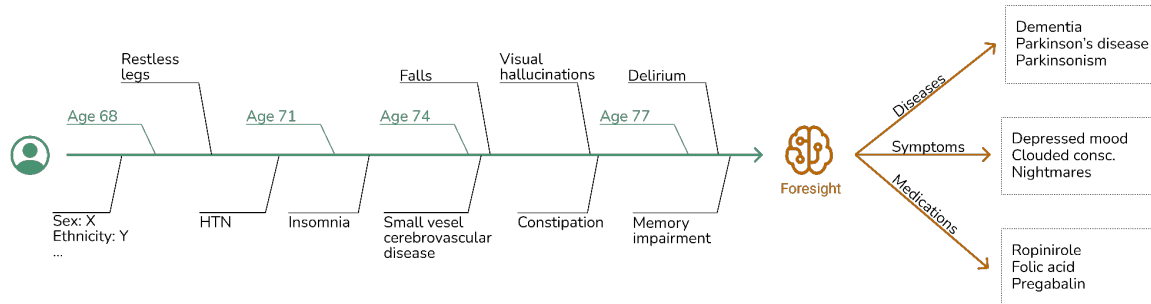 Restless
legs
Falls
Visual
hallucinations
Delirium
Age 68
Age 71
Age 74
Age 77
Sex: X
Ethnicity: Y
...
HTN
Insomnia
Small vesel
cerebrovascular
disease
Constipation
Memory
impairment
Foresight
Diseases
Dementia
Parkinson's disease
Parkinsonism
Symptoms
Depressed mood
Clouded consc.
Nightmares
Medications
Ropinirole
Folic acid
Pregabalin